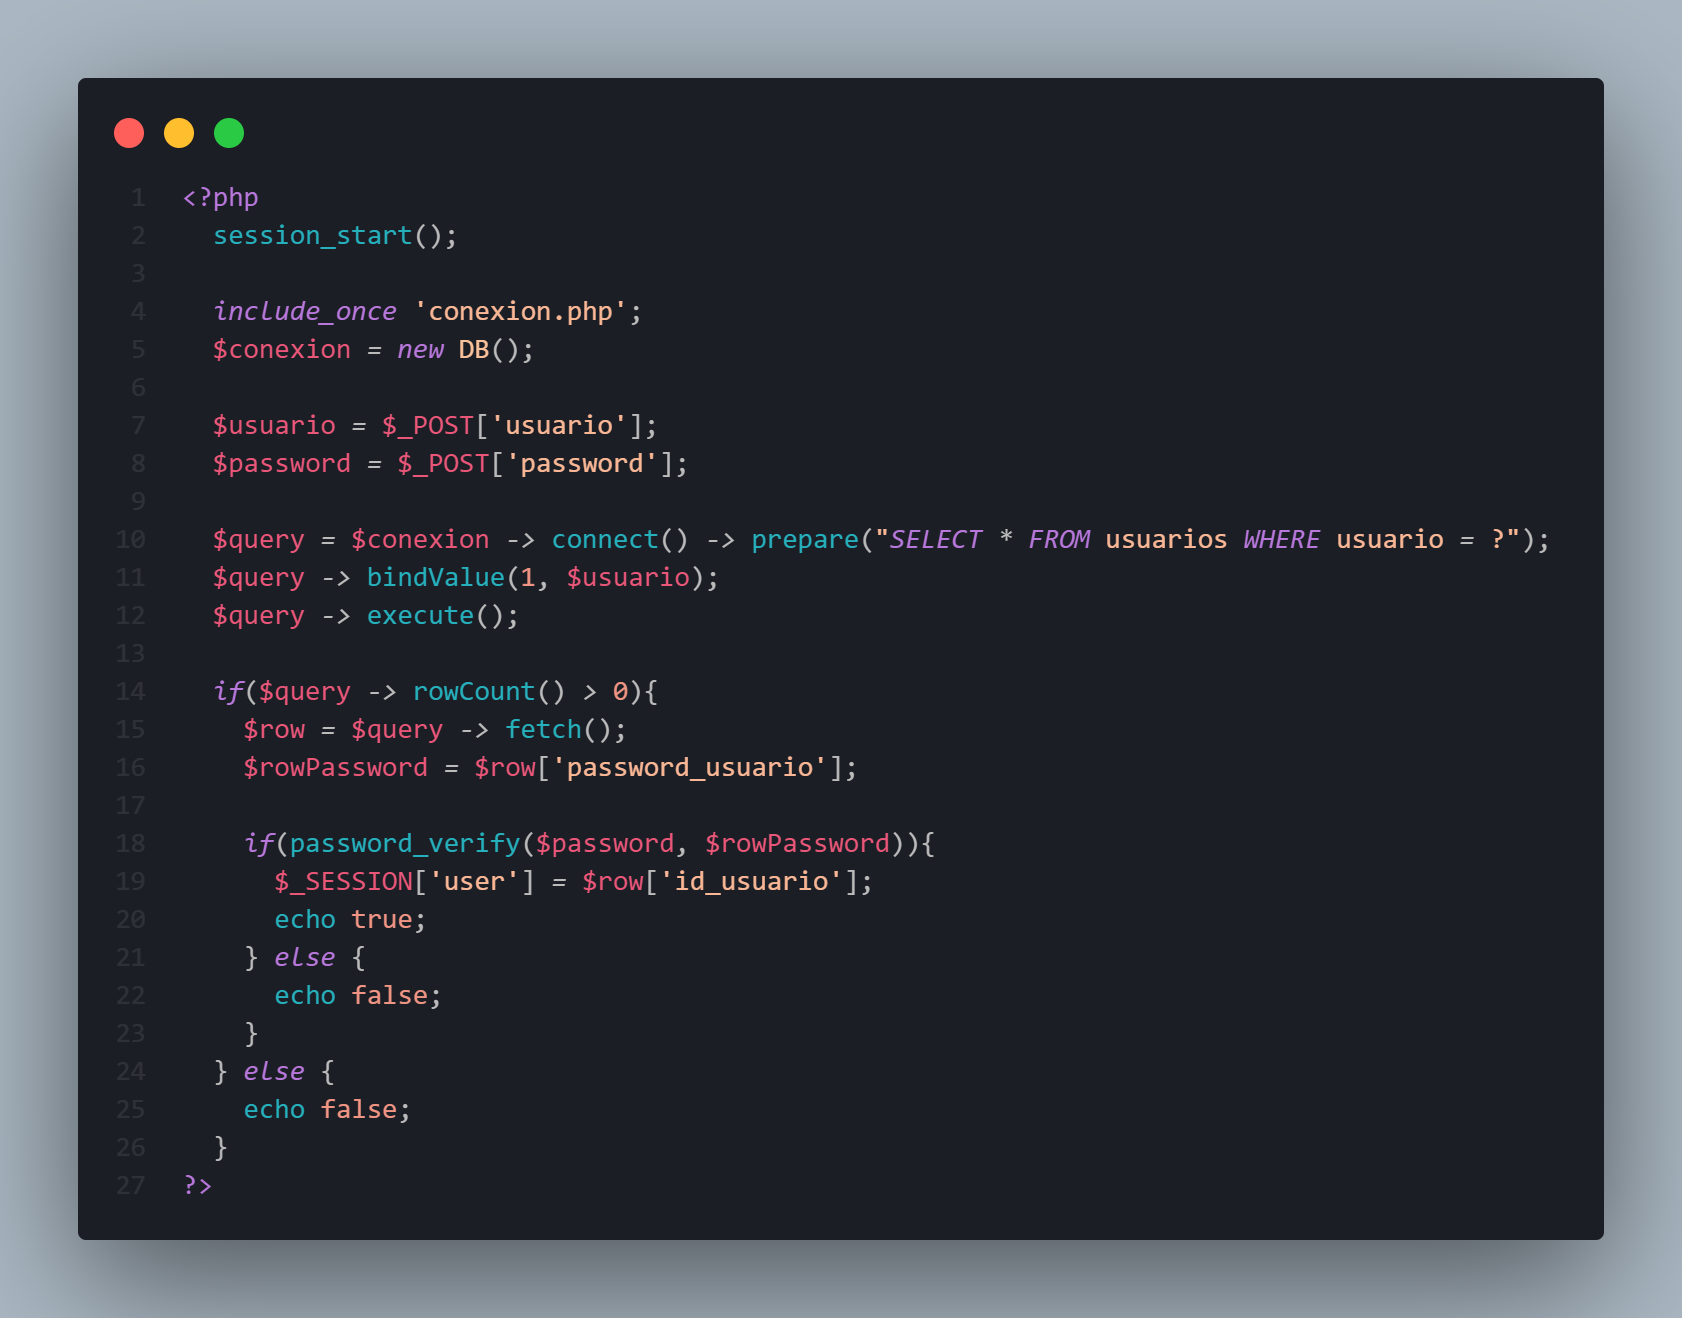 1 <?php
2   session_start();
3
4   include_once 'conexion.php';
5   $conexion = new DB();
6
7   $usuario = $_POST['usuario'];
8   $password = $_POST['password'];
9
10   $query = $conexion -> connect() -> prepare("SELECT * FROM usuarios WHERE usuario = ?");
11   $query -> bindValue(1, $usuario);
12   $query -> execute();
13
14   if($query -> rowCount() > 0){
15     $row = $query -> fetch();
16     $rowPassword = $row['password_usuario'];
17
18     if(password_verify($password, $rowPassword)){
19       $_SESSION['user'] = $row['id_usuario'];
20       echo true;
21     } else {
22       echo false;
23     }
24   } else {
25     echo false;
26   }
27 ?>